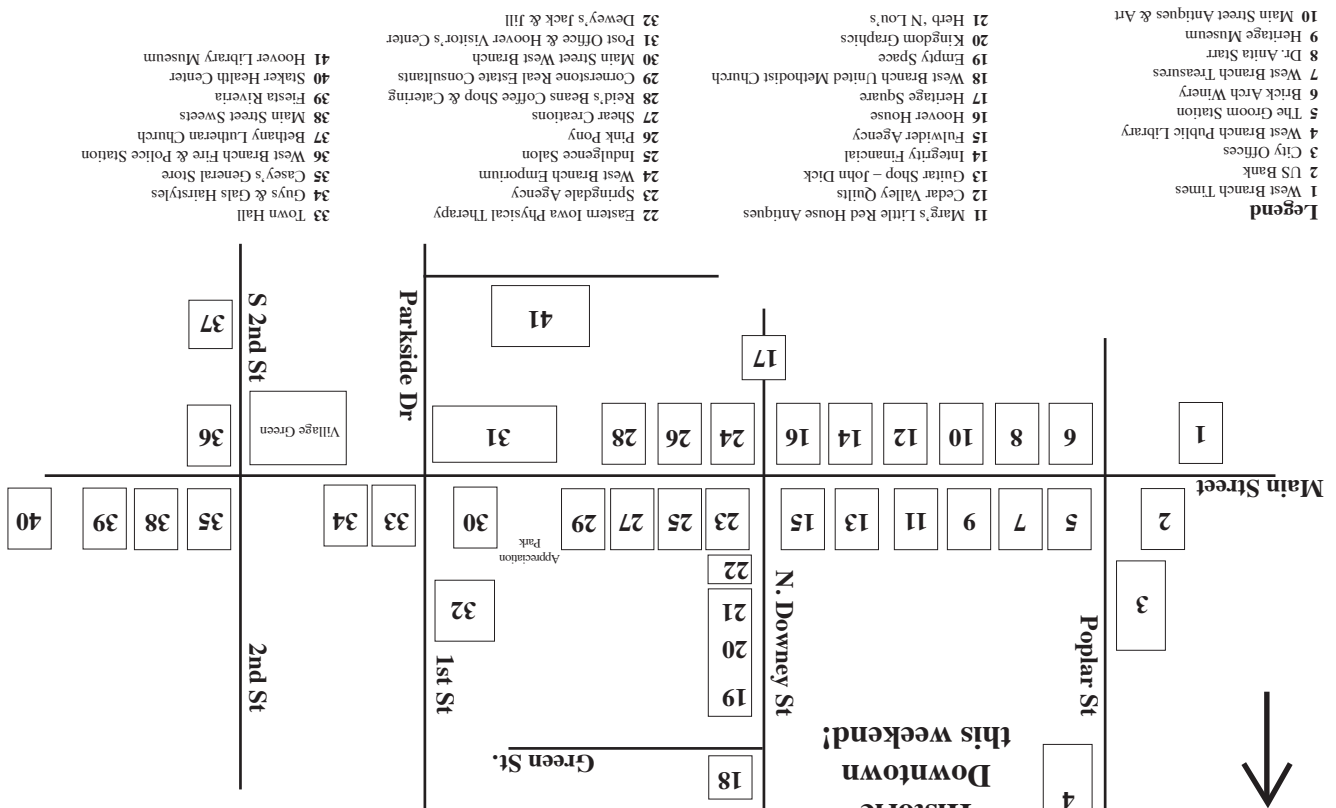 Historic
Downtown
this weekend!
4
18
Green St.
Poplar St
N. Downey St
1st St
2nd St
19
20
21
22
3
32
Appreciation
Park
2
5
7
9
11
13
15
23
25
27
29
30
33
34
35
38
39
40
Main Street
1
6
8
10
12
14
16
24
26
28
31
Village Green
36
Parkside Dr
S 2nd St
17
41
37
Legend
1 West Branch Times
2 US Bank
3 City Offices
4 West Branch Public Library
5 The Groom Station
6 Brick Arch Winery
7 West Branch Treasures
8 Dr. Anita Starr
9 Heritage Museum
10 Main Street Antiques & Art
11 Marg's Little Red House Antiques
12 Cedar Valley Quilts
13 Guitar Shop – John Dick
14 Integrity Financial
15 Fulwider Agency
16 Hoover House
17 Heritage Square
18 West Branch United Methodist Church
19 Empty Space
20 Kingdom Graphics
21 Herb 'N Lou's
22 Eastern Iowa Physical Therapy
23 Springdale Agency
24 West Branch Emporium
25 Indulgence Salon
26 Pink Pony
27 Shear Creations
28 Reid's Beans Coffee Shop & Catering
29 Cornerstone Real Estate Consultants
30 Main Street West Branch
31 Post Office & Hoover Visitor's Center
32 Dewey's Jack & Jill
33 Town Hall
34 Guys & Gals Hairstyles
35 Casey's General Store
36 West Branch Fire & Police Station
37 Bethany Lutheran Church
38 Main Street Sweets
39 Fiesta Riveria
40 Staker Health Center
41 Hoover Library Museum